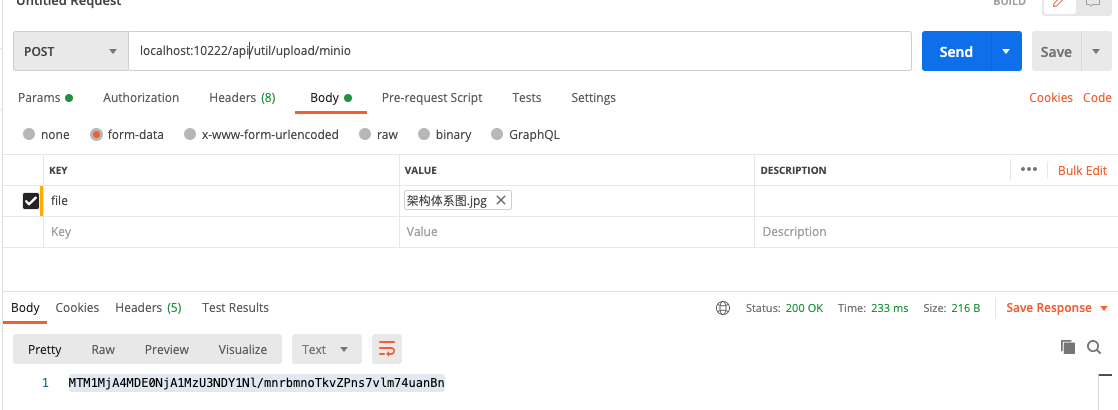 Untitled Request
BUILD
POST
localhost:10222/api/util/upload/minio
Send
Save
Params
Authorization
Headers (8)
Body
Pre-request Script
Tests
Settings
Cookies Code
none
form-data
x-www-form-urlencoded
raw
binary
GraphQL
KEY
VALUE
DESCRIPTION
Bulk Edit
file
架构体系图.jpg
Key
Value
Description
Body
Cookies
Headers (5)
Test Results
Status: 200 OK
Time: 233 ms
Size: 216 B
Save Response
Pretty
Raw
Preview
Visualize
Text
1
MTM1MjA4MDE0NjA1MzU3NDY1Nl/mnrbmnoTkvZPns7vlm74uanBn